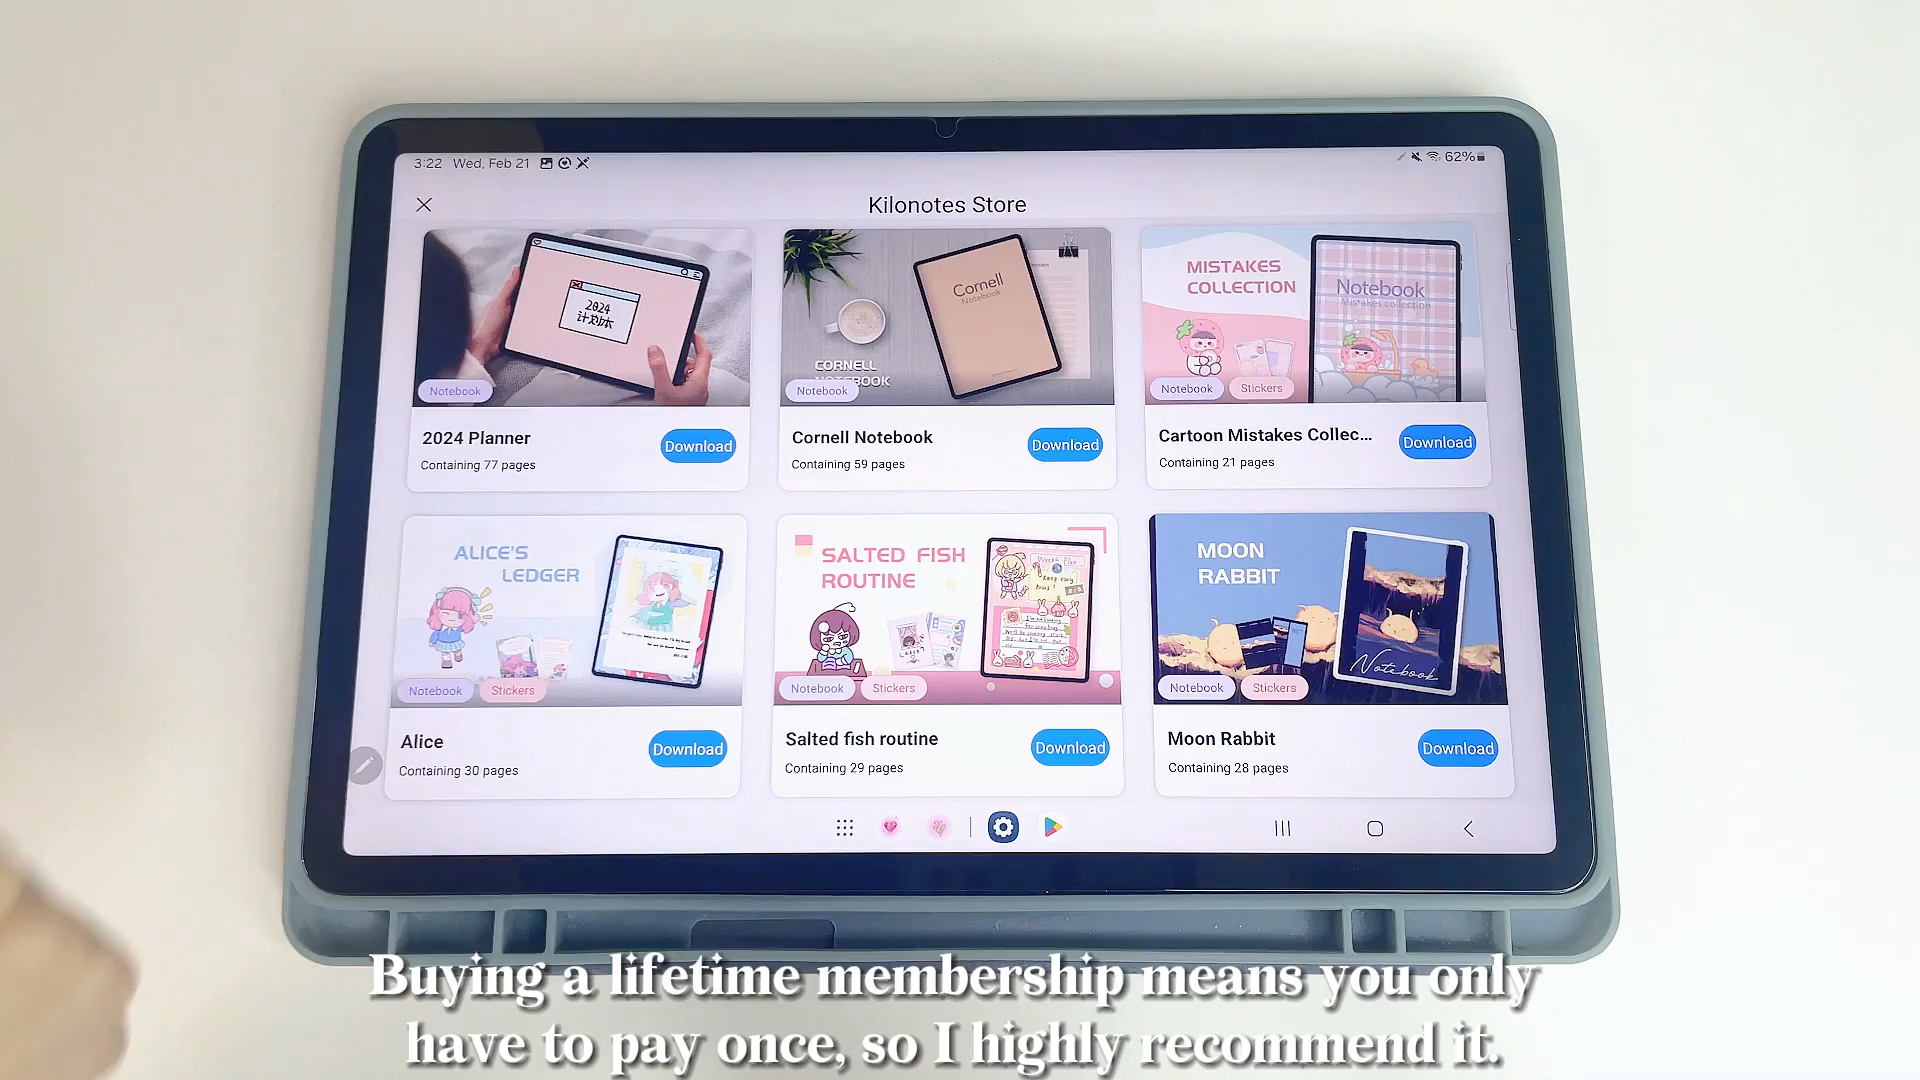 3:22 Wed, Feb 21
62%
Kilonotes Store
2024
计划本
Notebook
2024 Planner
Containing 77 pages
Download
Cornell
Notebook
CORNELL
NOTEBOOK
Notebook
Cornell Notebook
Containing 59 pages
Download
MISTAKES
COLLECTION
Notebook
Mistakes collection
Notebook
Stickers
Cartoon Mistakes Collec...
Containing 21 pages
Download
ALICE'S
LEDGER
Notebook
Stickers
Alice
Containing 30 pages
Download
SALTED FISH
ROUTINE
Notebook
Stickers
Salted fish routine
Containing 29 pages
Download
MOON
RABBIT
Notebook
Notebook
Stickers
Moon Rabbit
Containing 28 pages
Download
Buying a lifetime membership means you only
have to pay once, so I highly recommend it.